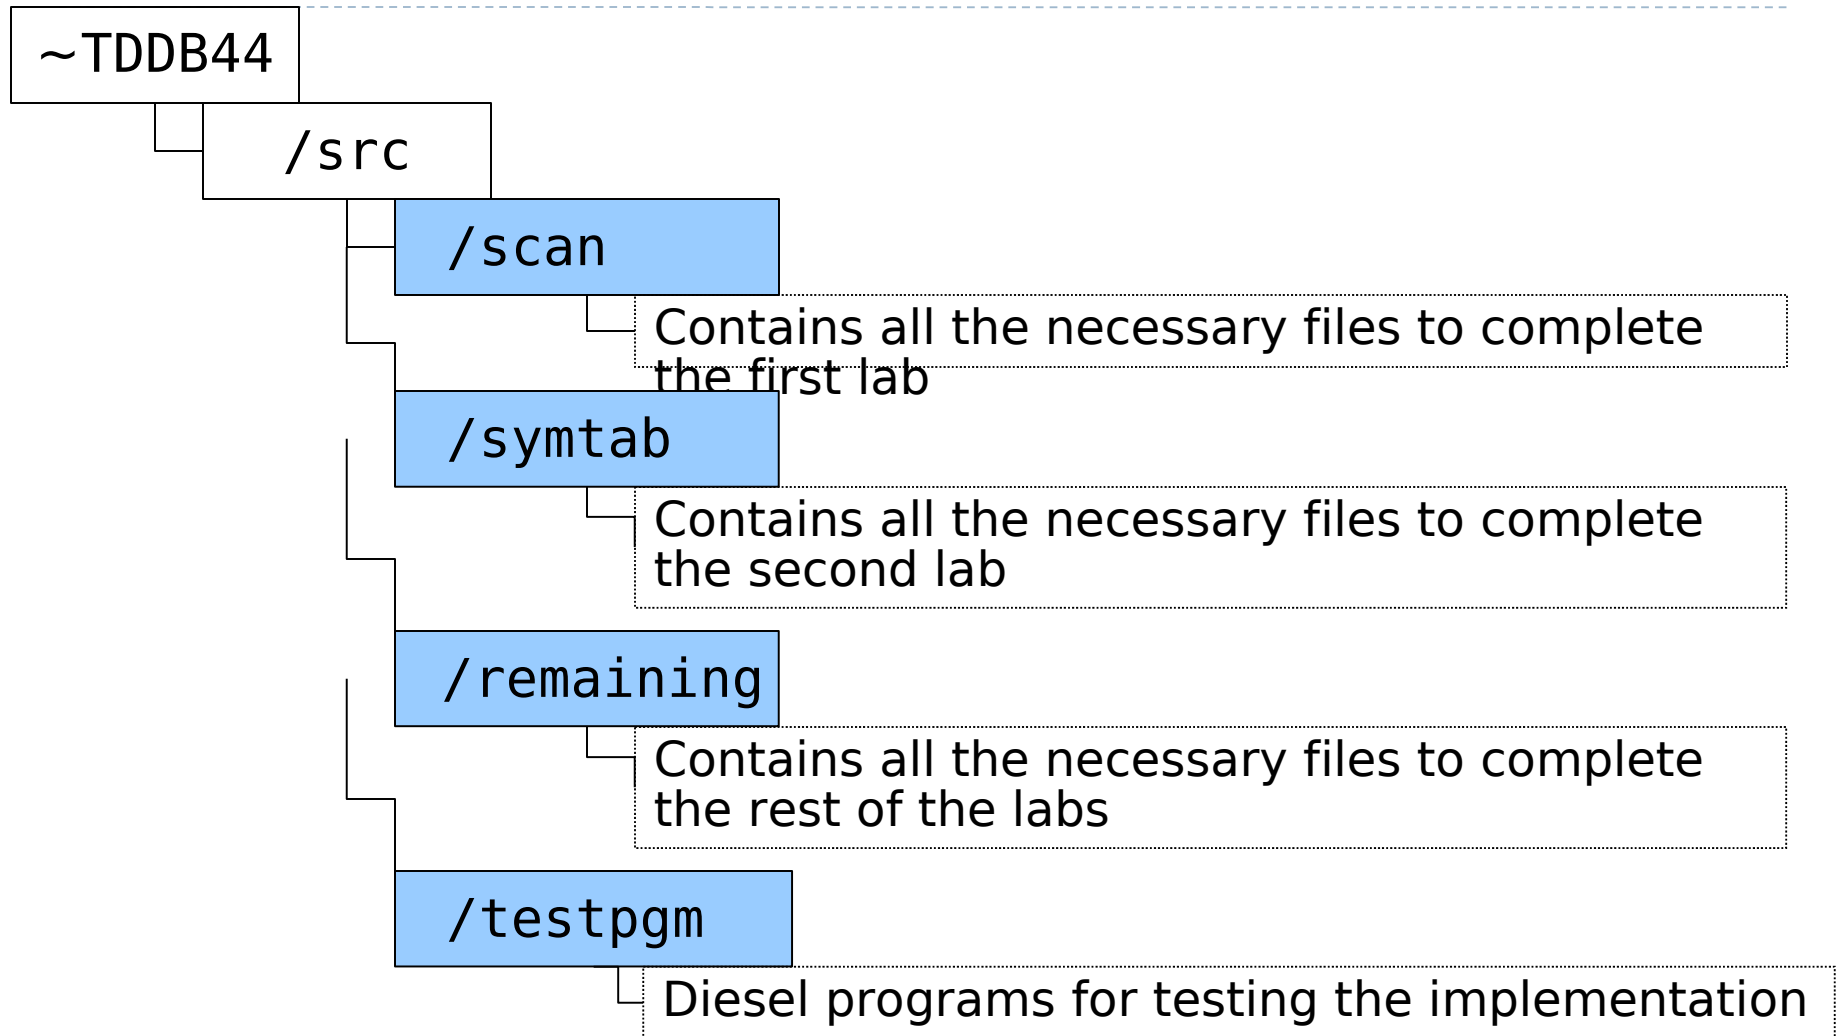 ~TDDB44
/src
/scan
Contains all the necessary files to complete
the first lab
/symtab
Contains all the necessary files to complete
the second lab
/remaining
Contains all the necessary files to complete
the rest of the labs
/testpgm
Diesel programs for testing the implementation